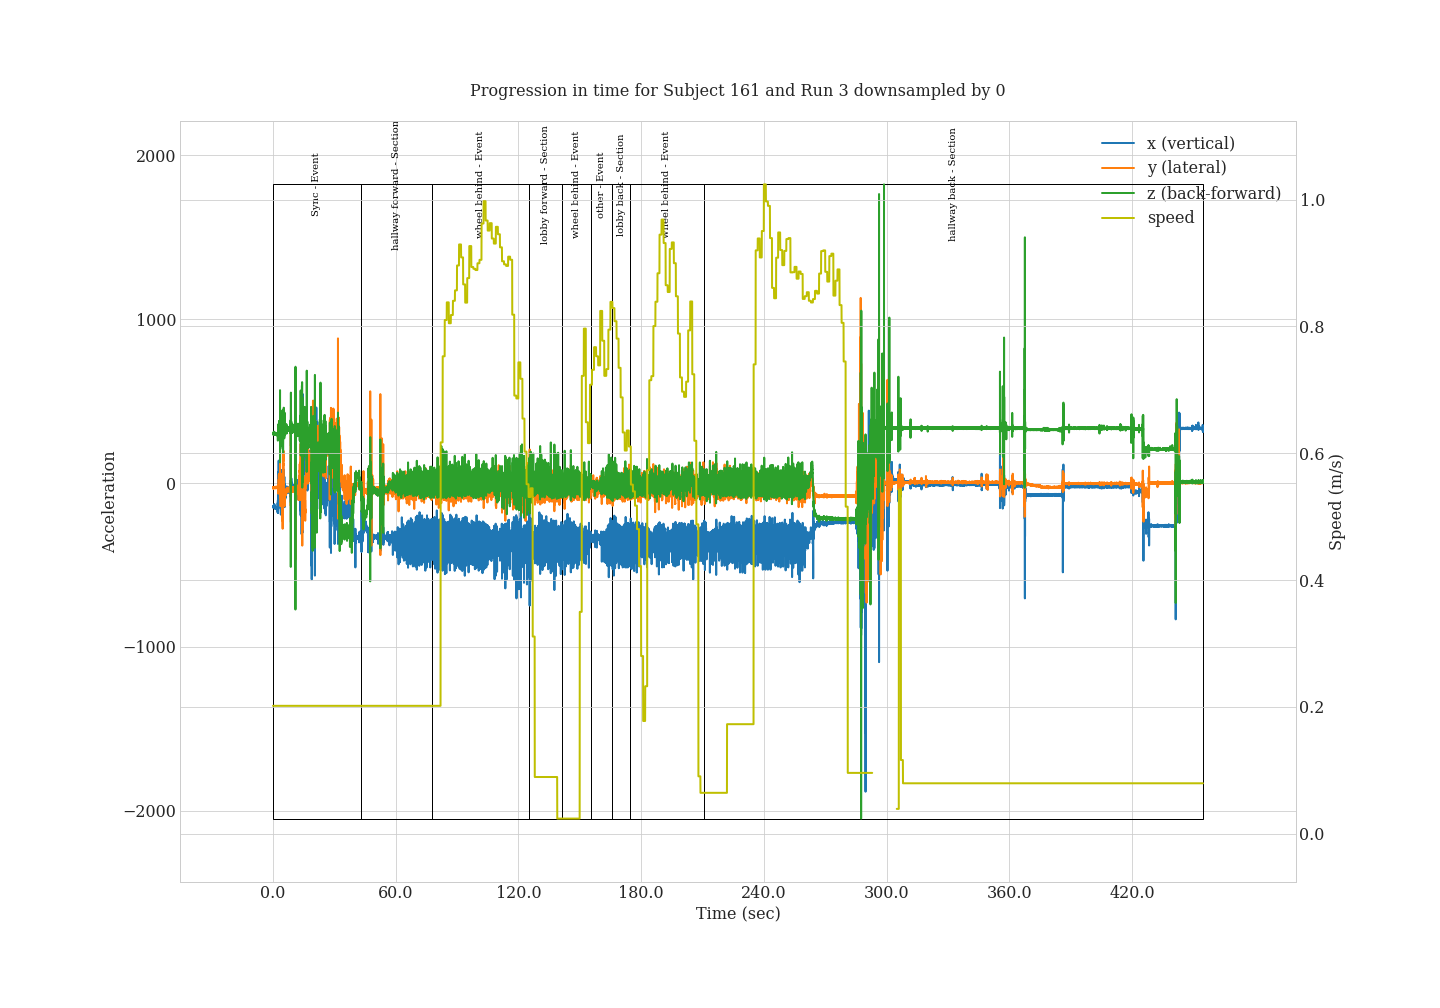 Progression in time for Subject 161 and Run 3 downsampled by 0
Sync - Event
hallway forward - Section
wheel behind - Event
lobby forward - Section
wheel behind - Event
other - Event
lobby back - Section
wheel behind - Event
hallway back - Section
x (vertical)
y (lateral)
z (back-forward)
speed
2000
1000
0
−1000
−2000
Acceleration
1.0
0.8
0.6
0.4
0.2
0.0
Speed (m/s)
0.0 60.0 120.0 180.0 240.0 300.0 360.0 420.0
Time (sec)